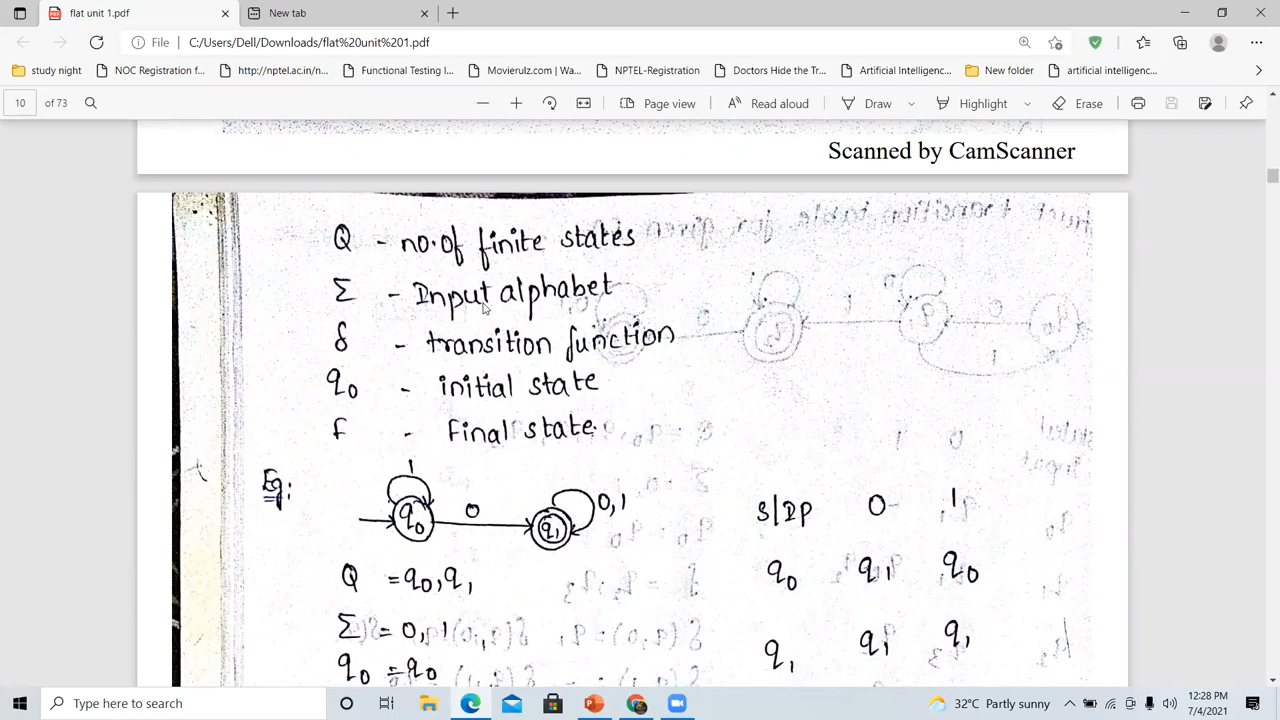 flat unit 1.pdf
New tab
File
C:/Users/Dell/Downloads/flat%20unit%201.pdf
study night
NOC Registration f...
http://nptel.ac.in/n...
Functional Testing I...
Movierulz.com | Wa...
NPTEL-Registration
Doctors Hide the Tr...
Artificial Intelligenc...
New folder
artificial intelligenc...
10 of 73
Page view
Read aloud
Draw
Highlight
Erase
Scanned by CamScanner
Q - no. of finite states
Σ - Input alphabet
δ - transition function
q0 - initial state
F - Final state.
Eg:
1
q0
0
q1
0,1
S/IP 0 1
q0 q1 q0
q1 q1 q1
Q = q0, q1
Σ = 0, 1
q0 = q0
Type here to search
32°C Partly sunny
12:28 PM
7/4/2021